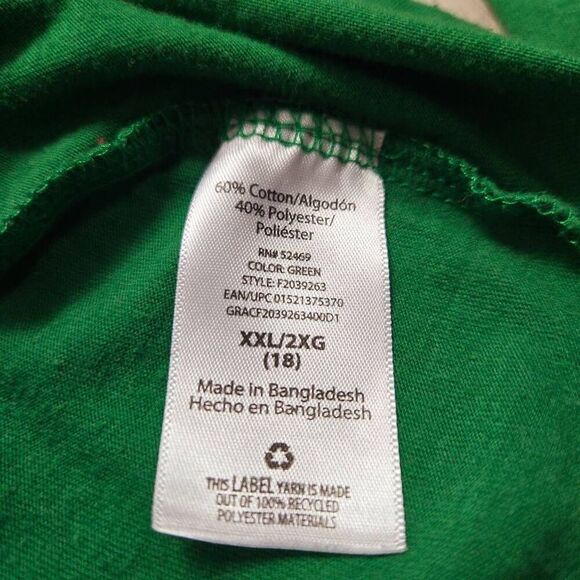 60% Cotton/Algodón
40% Polyester/
Poliéster
RN# 52469
COLOR: GREEN
STYLE: F2039263
EAN/UPC 01521375370
GRACF2039263400D1
XXL/2XG
(18)
Made in Bangladesh
Hecho en Bangladesh
THIS LABEL YARN IS MADE
OUT OF 100% RECYCLED
POLYESTER MATERIALS